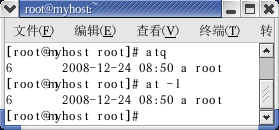 root@myhost:~
文件(F) 编辑(E) 查看(V) 终端(T) 转
[root@myhost root]# atq
6 2008-12-24 08:50 a root
[root@myhost root]# at -l
6 2008-12-24 08:50 a root
[root@myhost root]#